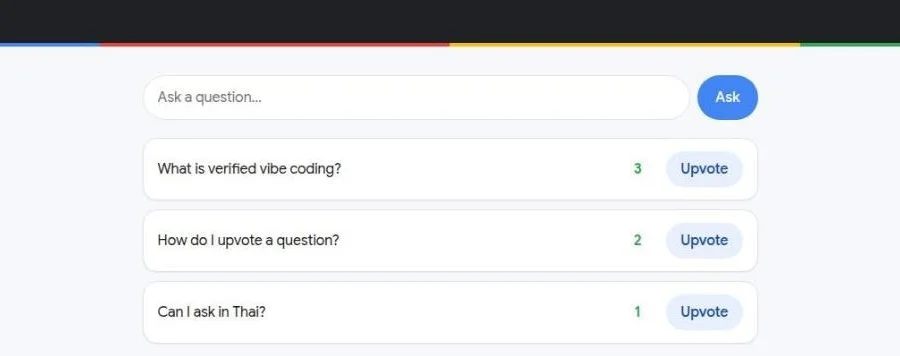 Ask a question...
Ask
What is verified vibe coding?
3
Upvote
How do I upvote a question?
2
Upvote
Can I ask in Thai?
1
Upvote